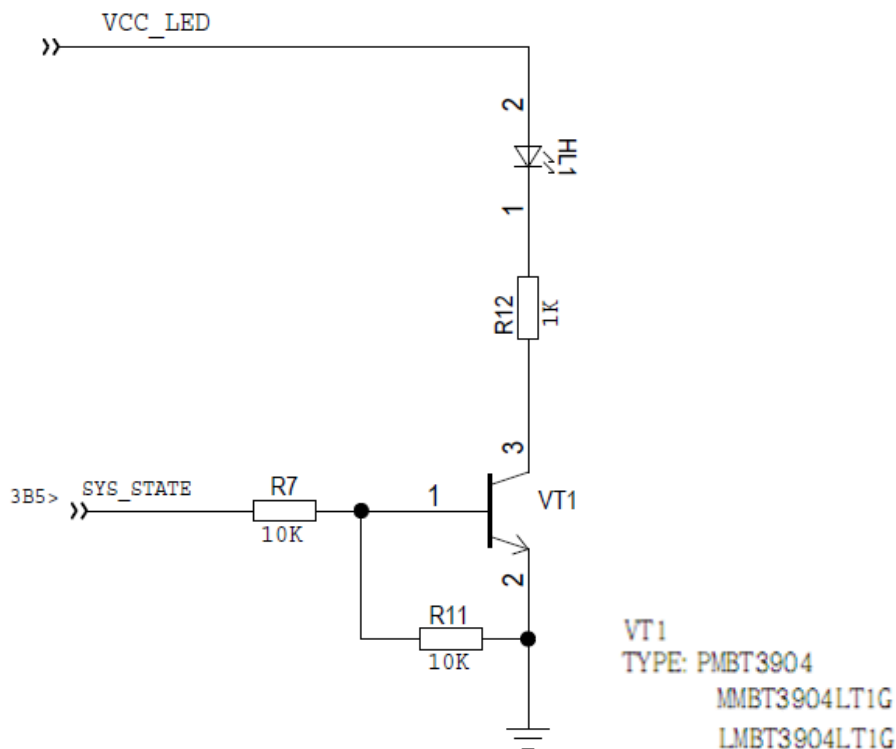 VCC_LED
2
HL1
1
R12
1K
3
3B5>
SYS_STATE
R7
10K
1
VT1
2
R11
10K
VT1
TYPE: PMBT3904
MMBT3904LT1G
LMBT3904LT1G